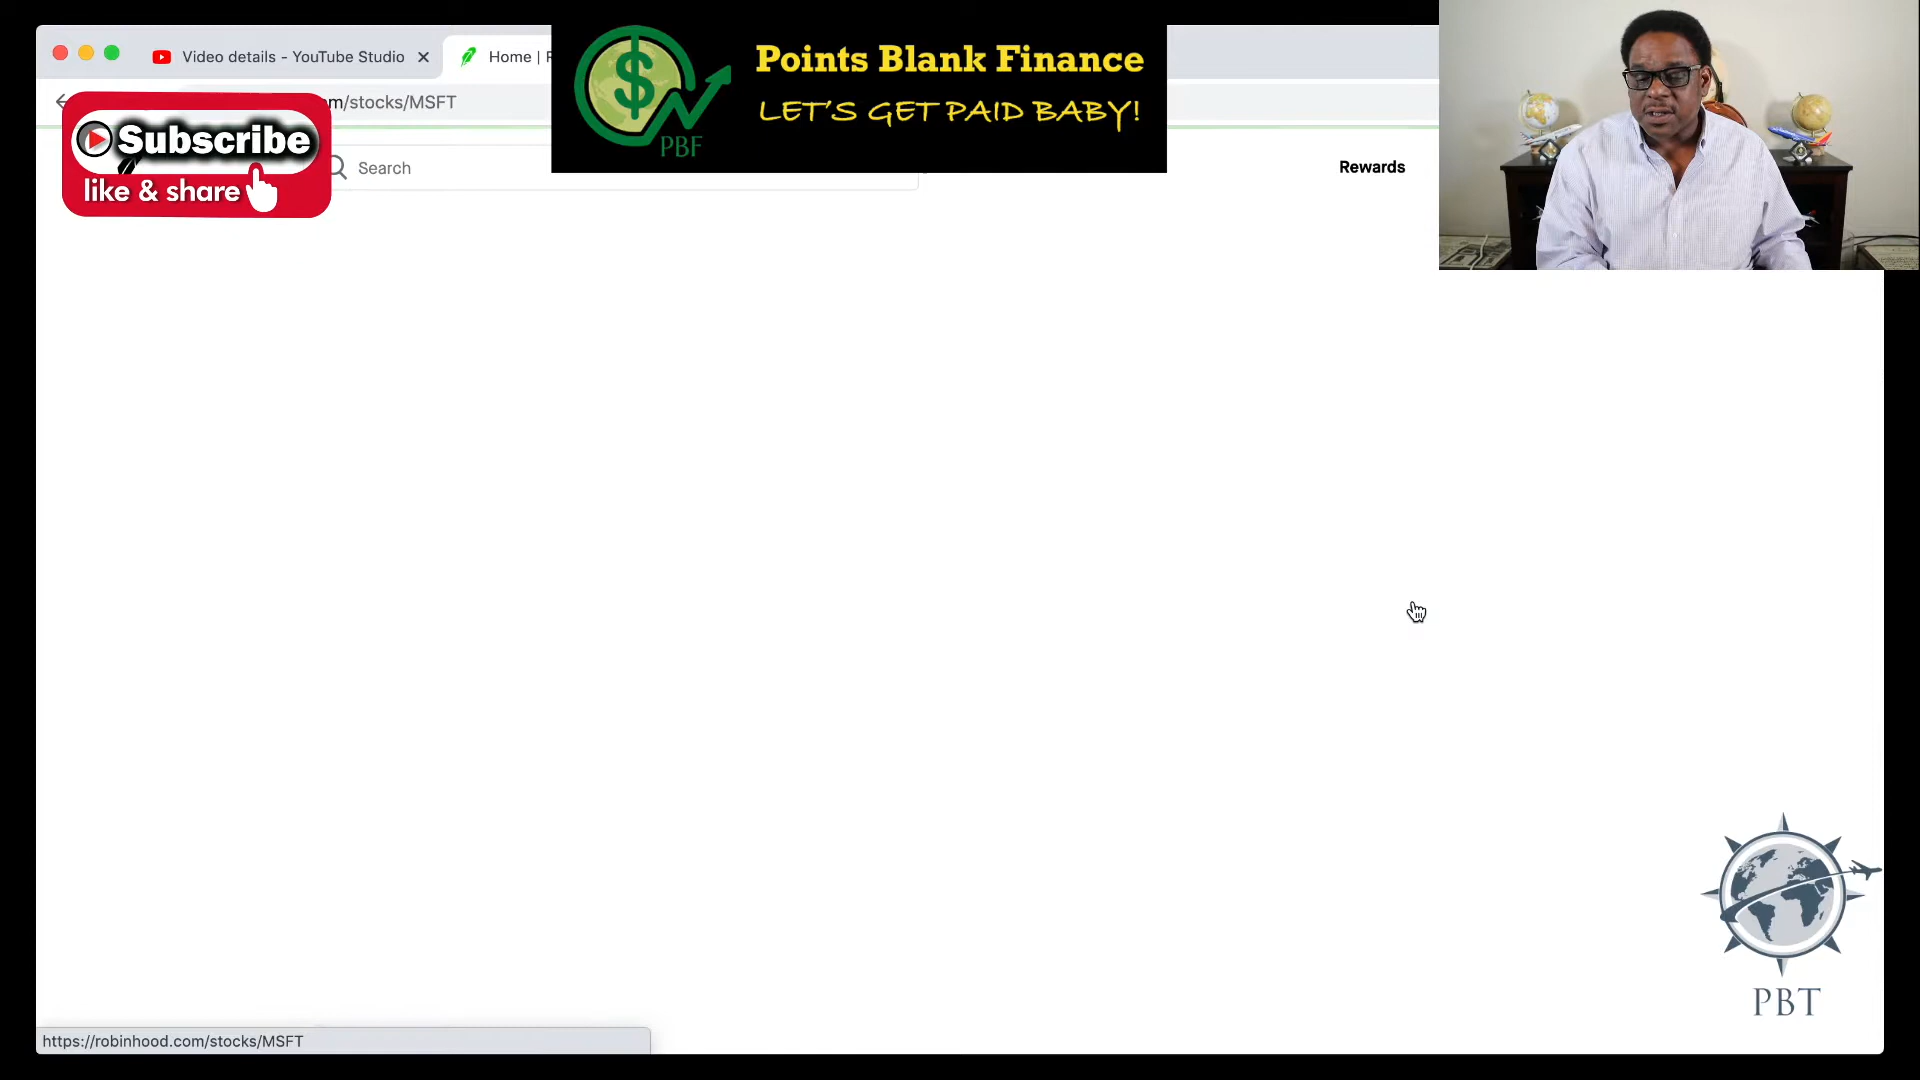 Video details - YouTube Studio
Home |
Points Blank Finance
LET'S GET PAID BABY!
PBF
om/stocks/MSFT
Subscribe
like & share
Search
Rewards
PBT
https://robinhood.com/stocks/MSFT